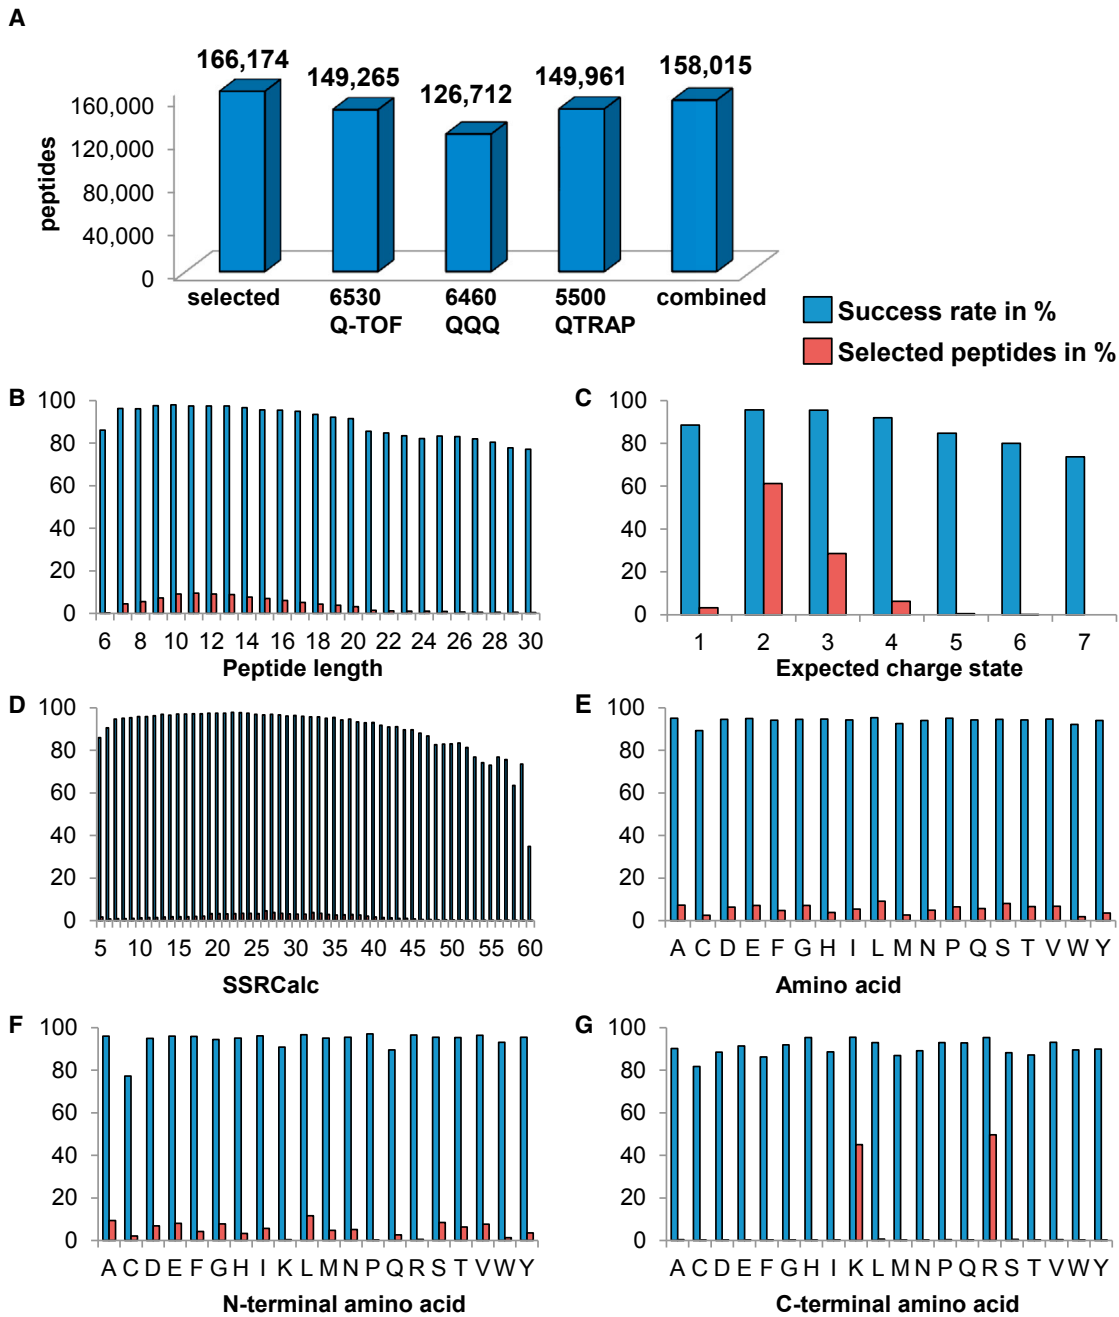 A
166,174
149,265
126,712
149,961
158,015
peptides
160,000
120,000
80,000
40,000
0
selected
6530
Q-TOF
6460
QQQ
5500
QTRAP
combined
Success rate in %
Selected peptides in %
B
100
80
60
40
20
0
6 8 10 12 14 16 18 20 22 24 26 28 30
Peptide length
C
100
80
60
40
20
0
1 2 3 4 5 6 7
Expected charge state
D
100
80
60
40
20
0
5 10 15 20 25 30 35 40 45 50 55 60
SSRCalc
E
100
80
60
40
20
0
A C D E F G H I L M N P Q S T V W Y
Amino acid
F
100
80
60
40
20
0
A C D E F G H I K L M N P Q R S T V W Y
N-terminal amino acid
G
100
80
60
40
20
0
A C D E F G H I K L M N P Q R S T V W Y
C-terminal amino acid